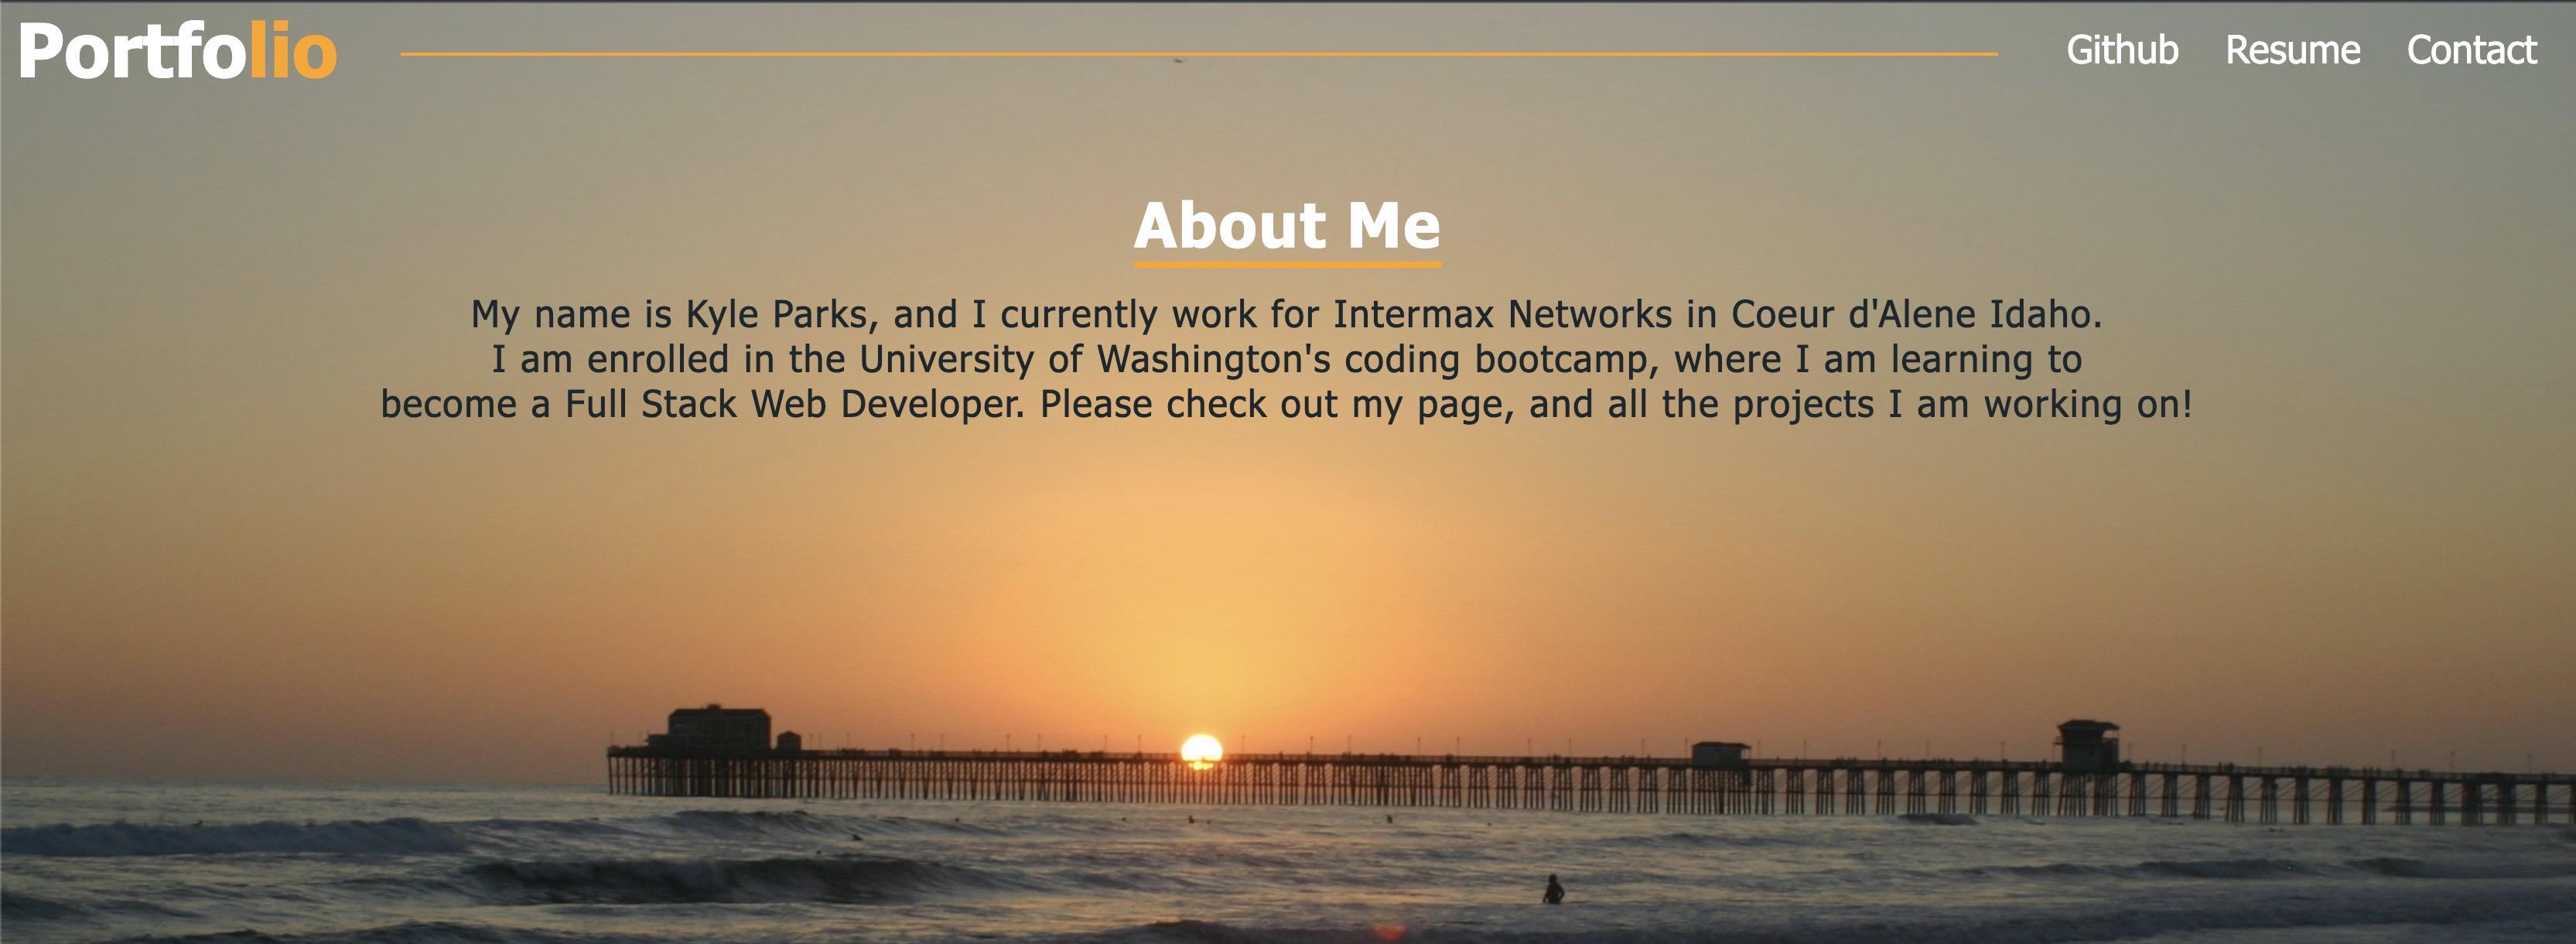 Portfolio
Github Resume Contact
About Me
My name is Kyle Parks, and I currently work for Intermax Networks in Coeur d'Alene Idaho.
I am enrolled in the University of Washington's coding bootcamp, where I am learning to
become a Full Stack Web Developer. Please check out my page, and all the projects I am working on!